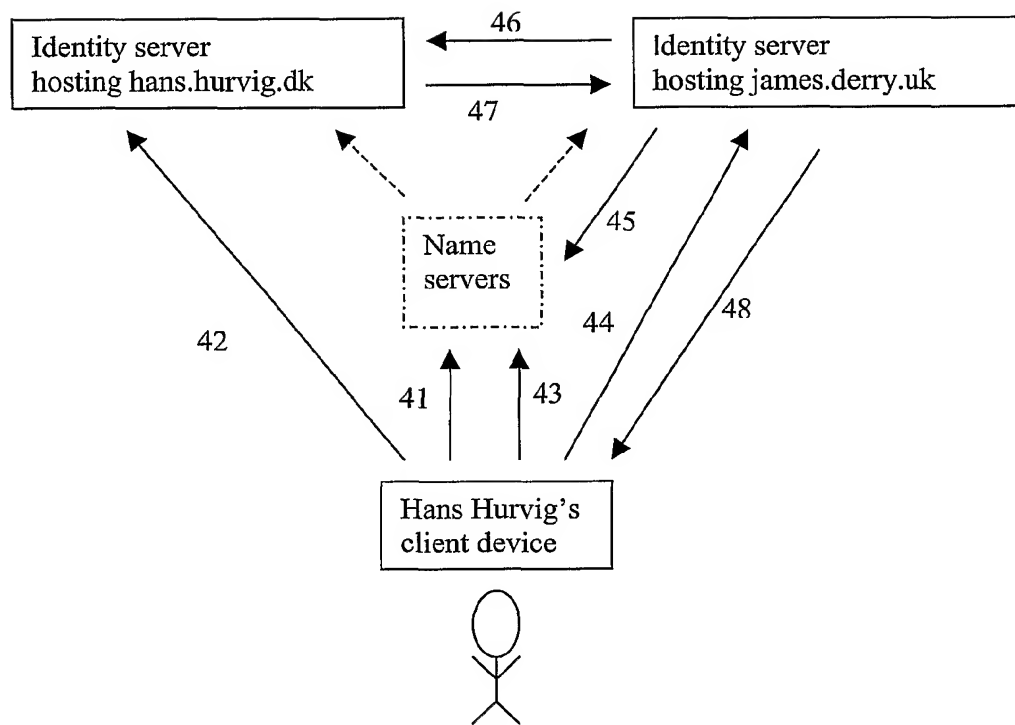 46
Identity server
hosting hans.hurvig.dk
Identity server
hosting james.derry.uk
47
45
Name
servers
42
44
48
41
43
Hans Hurvig's
client device